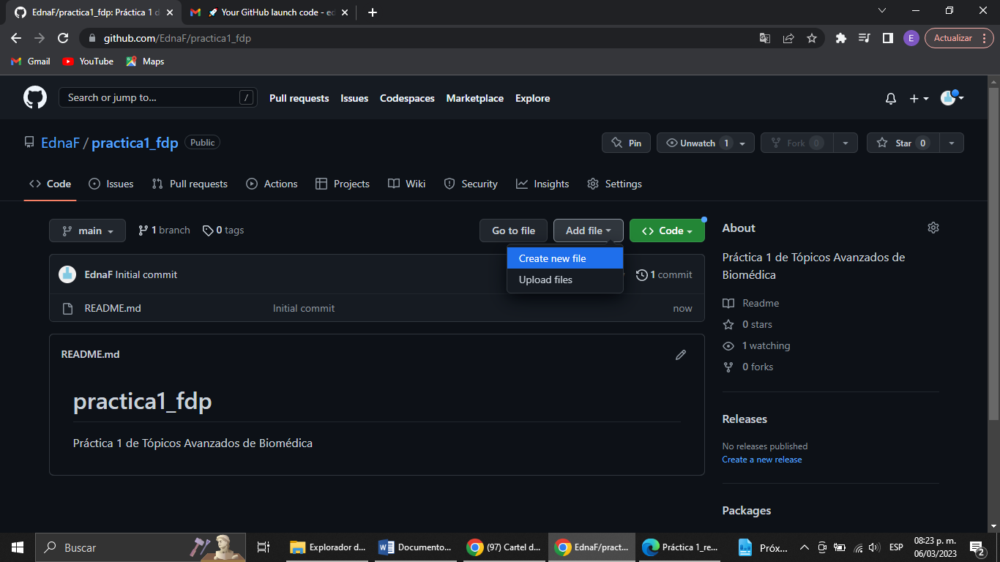 EdnaF/practica1_fdp: Práctica 1 d
Your GitHub launch code - ed
github.com/EdnaF/practica1_fdp
E
Actualizar
Gmail
YouTube
Maps
Search or jump to...
/
Pull requests
Issues
Codespaces
Marketplace
Explore
EdnaF / practica1_fdp
Public
Pin
Unwatch 1
Fork 0
Star 0
Code
Issues
Pull requests
Actions
Projects
Wiki
Security
Insights
Settings
main
1 branch
0 tags
Go to file
Add file
Code
Create new file
Upload files
EdnaF Initial commit
1 commit
README.md
Initial commit
now
README.md
practica1_fdp
Práctica 1 de Tópicos Avanzados de Biomédica
About
Práctica 1 de Tópicos Avanzados de
Biomédica
Readme
0 stars
1 watching
0 forks
Releases
No releases published
Create a new release
Packages
Buscar
Explorador d...
Documento...
(97) Cartel d...
EdnaF/pract...
Práctica 1_re...
Próx...
ESP
08:23 p. m.
06/03/2023
2